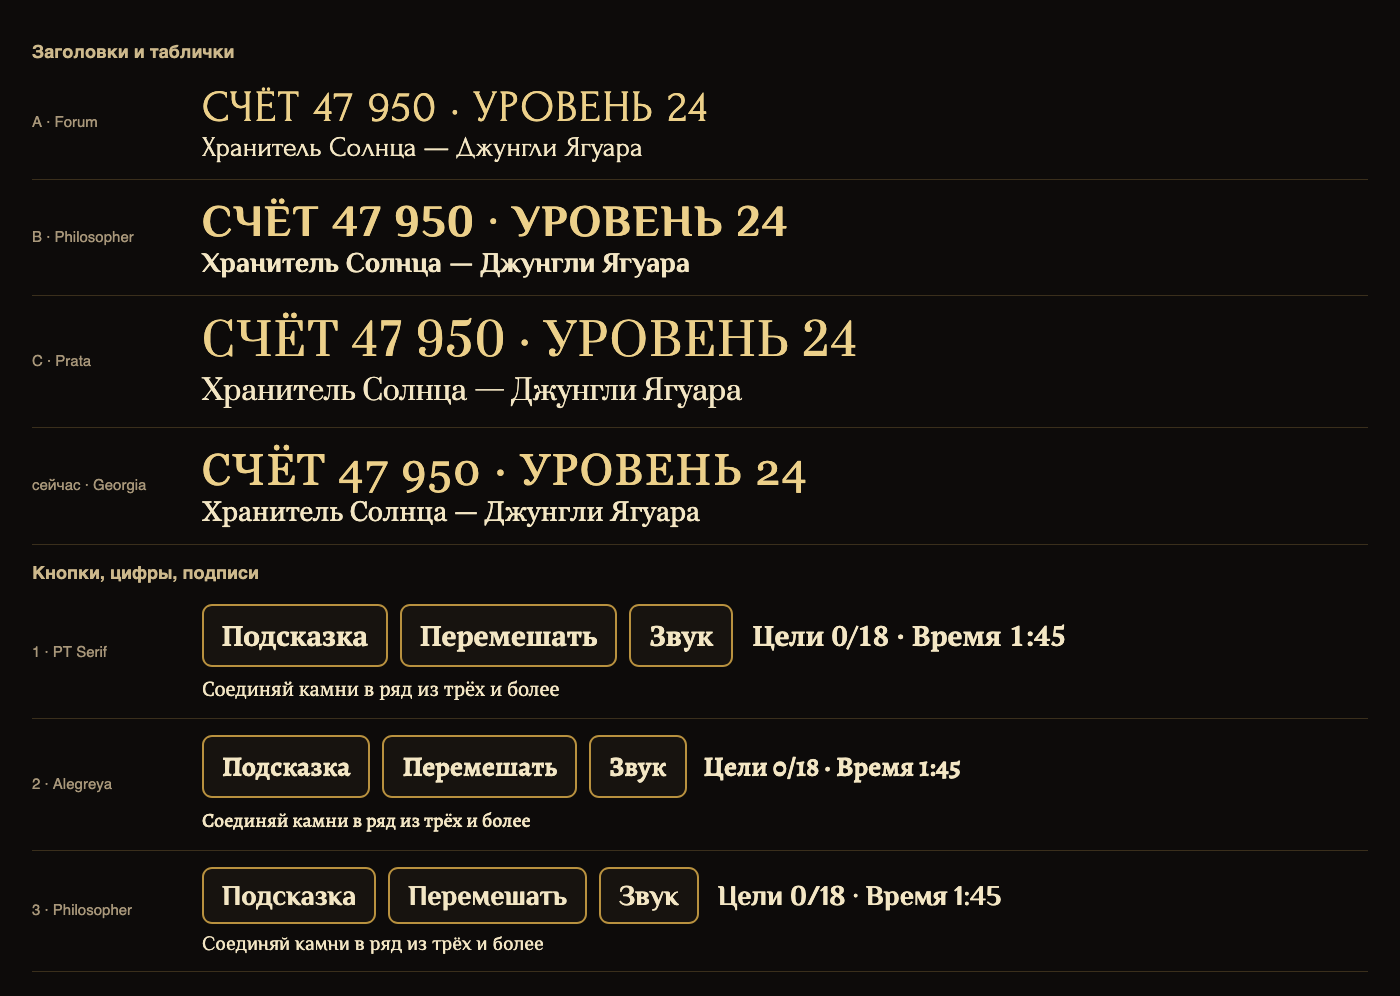 Заголовки и таблички
A · Forum
СЧЁТ 47 950 · УРОВЕНЬ 24
Хранитель Солнца — Джунгли Ягуара
B · Philosopher
СЧЁТ 47 950 · УРОВЕНЬ 24
Хранитель Солнца — Джунгли Ягуара
C · Prata
СЧЁТ 47 950 · УРОВЕНЬ 24
Хранитель Солнца — Джунгли Ягуара
сейчас · Georgia
СЧЁТ 47 950 · УРОВЕНЬ 24
Хранитель Солнца — Джунгли Ягуара
Кнопки, цифры, подписи
1 · PT Serif
Подсказка Перемешать Звук Цели 0/18 · Время 1:45
Соединяй камни в ряд из трёх и более
2 · Alegreya
Подсказка Перемешать Звук Цели 0/18 · Время 1:45
Соединяй камни в ряд из трёх и более
3 · Philosopher
Подсказка Перемешать Звук Цели 0/18 · Время 1:45
Соединяй камни в ряд из трёх и более